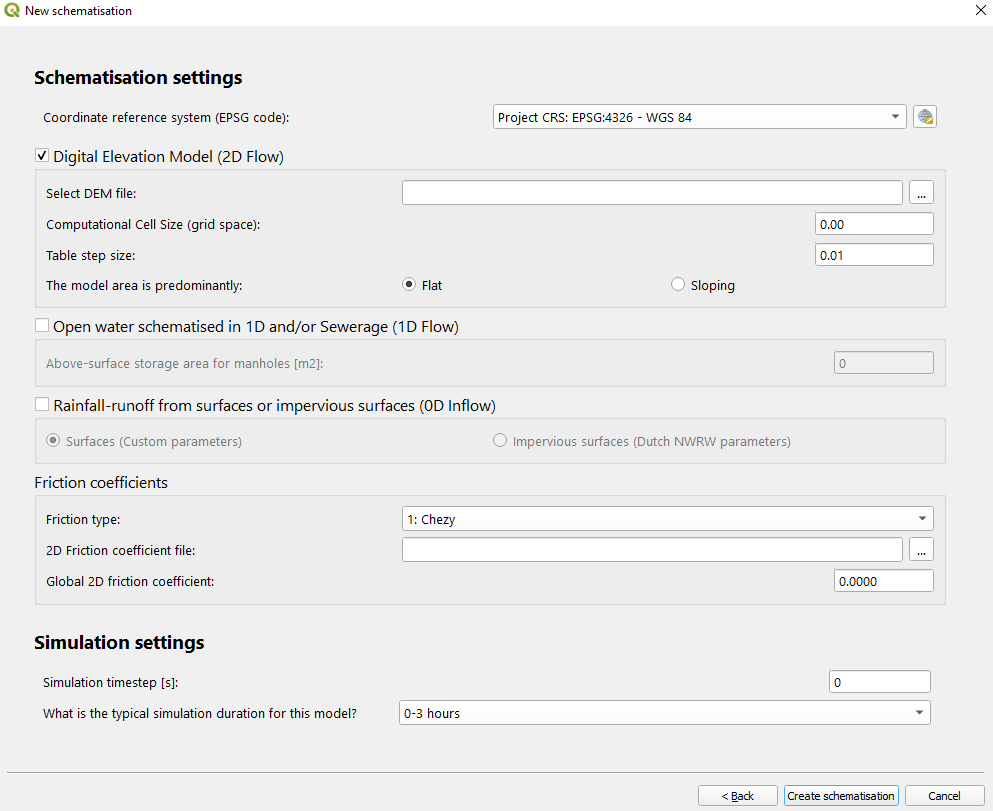 New schematisation
Schematisation settings
Coordinate reference system (EPSG code): Project CRS: EPSG:4326 - WGS 84
Digital Elevation Model (2D Flow)
Select DEM file: ...
Computational Cell Size (grid space): 0.00
Table step size: 0.01
The model area is predominantly: Flat Sloping
Open water schematised in 1D and/or Sewerage (1D Flow)
Above-surface storage area for manholes [m2]: 0
Rainfall-runoff from surfaces or impervious surfaces (0D Inflow)
Surfaces (Custom parameters) Impervious surfaces (Dutch NWRW parameters)
Friction coefficients
Friction type: 1: Chezy
2D Friction coefficient file: ...
Global 2D friction coefficient: 0.0000
Simulation settings
Simulation timestep [s]: 0
What is the typical simulation duration for this model? 0-3 hours
< Back Create schematisation Cancel